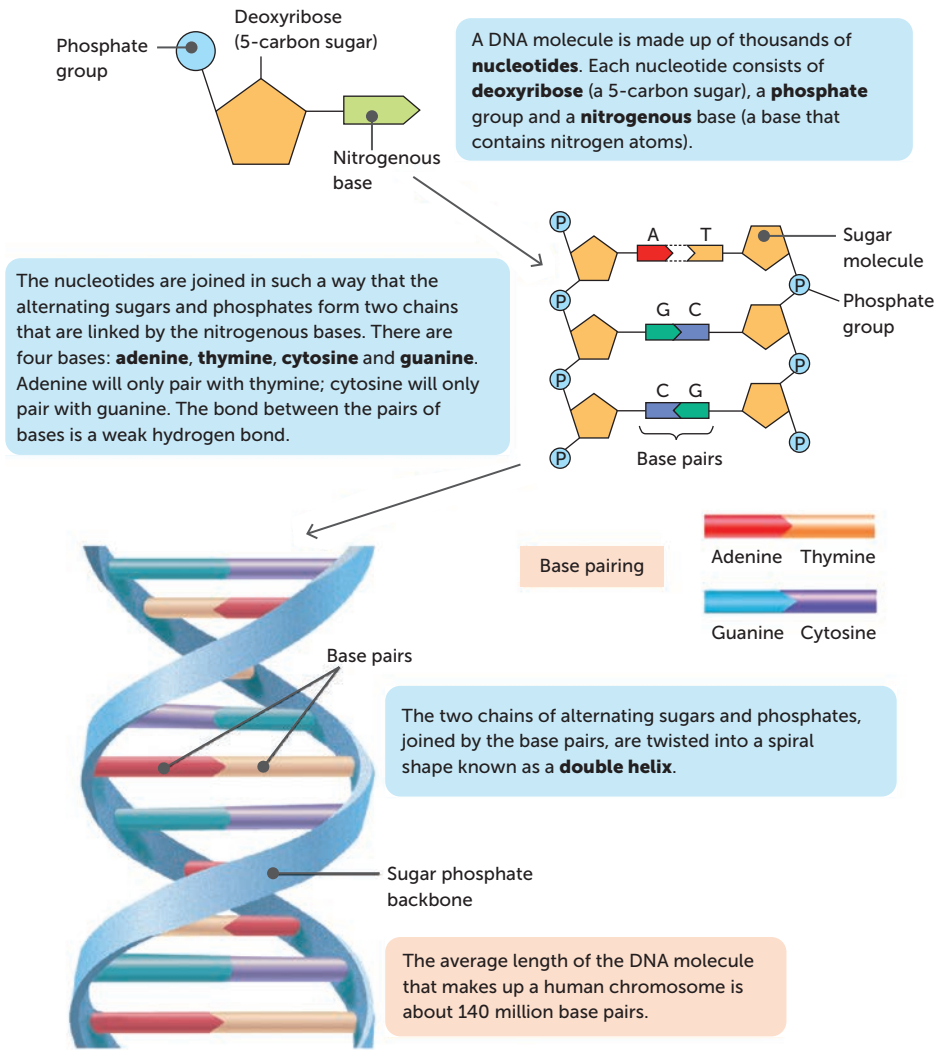 Phosphate
group
Deoxyribose
(5-carbon sugar)
Nitrogenous
base
A DNA molecule is made up of thousands of
nucleotides. Each nucleotide consists of
deoxyribose (a 5-carbon sugar), a phosphate
group and a nitrogenous base (a base that
contains nitrogen atoms).
The nucleotides are joined in such a way that the
alternating sugars and phosphates form two chains
that are linked by the nitrogenous bases. There are
four bases: adenine, thymine, cytosine and guanine.
Adenine will only pair with thymine; cytosine will only
pair with guanine. The bond between the pairs of
bases is a weak hydrogen bond.
P
A T
Sugar
molecule
P
P
Phosphate
group
G C
P
P
C G
P
P
Base pairs
Base pairing
Adenine Thymine
Guanine Cytosine
Base pairs
The two chains of alternating sugars and phosphates,
joined by the base pairs, are twisted into a spiral
shape known as a double helix.
Sugar phosphate
backbone
The average length of the DNA molecule
that makes up a human chromosome is
about 140 million base pairs.